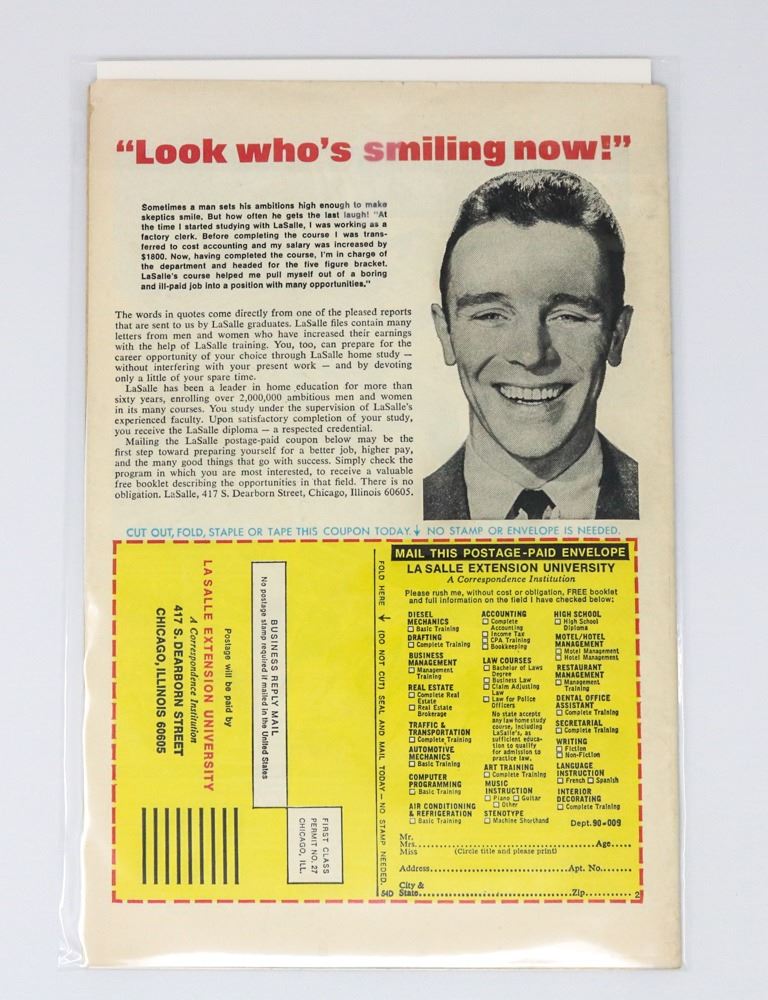 “Look who’s smiling now!”
Sometimes a man sets his ambitions high enough to make
skeptics smile. But how often he gets the last laugh! "At
the time I started studying with LaSalle, I was working as a
factory clerk. Before completing the course I was trans-
ferred to cost accounting and my salary was increased by
$1800. Now, having completed the course, I'm in charge of
the department and headed for the five figure bracket.
LaSalle's course helped me pull myself out of a boring
and ill-paid job into a position with many opportunities."
The words in quotes come directly from one of the pleased reports
that are sent to us by LaSalle graduates. LaSalle files contain many
letters from men and women who have increased their earnings
with the help of LaSalle training. You, too, can prepare for the
career opportunity of your choice through LaSalle home study —
without interfering with your present work — and by devoting
only a little of your spare time.
LaSalle has been a leader in home education for more than
sixty years, enrolling over 2,000,000 ambitious men and women
in its many courses. You study under the supervision of LaSalle's
experienced faculty. Upon satisfactory completion of your study,
you receive the LaSalle diploma — a respected credential.
Mailing the LaSalle postage-paid coupon below may be the
first step toward preparing yourself for a better job, higher pay,
and the many good things that go with success. Simply check the
program in which you are most interested, to receive a valuable
free booklet describing the opportunities in that field. There is no
obligation. LaSalle, 417 S. Dearborn Street, Chicago, Illinois 60605.
CUT OUT, FOLD, STAPLE OR TAPE THIS COUPON TODAY. ↓ NO STAMP OR ENVELOPE IS NEEDED.
FIRST CLASS
PERMIT NO. 27
CHICAGO, ILL.
BUSINESS REPLY MAIL
No postage stamp required if mailed in the United States
Postage will be paid by
LA SALLE EXTENSION UNIVERSITY
A Correspondence Institution
417 S. DEARBORN STREET
CHICAGO, ILLINOIS 60605
FOLD HERE ↓ (DO NOT CUT) SEAL AND MAIL TODAY — NO STAMP NEEDED.
MAIL THIS POSTAGE-PAID ENVELOPE
LA SALLE EXTENSION UNIVERSITY
A Correspondence Institution
Please rush me, without cost or obligation, FREE booklet
and full information on the field I have checked below:
DIESEL
MECHANICS
☐ Basic Training
DRAFTING
☐ Complete Training
BUSINESS
MANAGEMENT
☐ Management
Training
REAL ESTATE
☐ Complete Real
Estate
☐ Real Estate
Brokerage
TRAFFIC &
TRANSPORTATION
☐ Complete Training
AUTOMOTIVE
MECHANICS
☐ Basic Training
COMPUTER
PROGRAMMING
☐ Basic Training
AIR CONDITIONING
& REFRIGERATION
☐ Basic Training
ACCOUNTING
☐ Complete
Accounting
☐ Income Tax
☐ CPA Training
☐ Bookkeeping
LAW COURSES
☐ Bachelor of Laws
Degree
☐ Business Law
☐ Claim Adjusting
Law
☐ Law for Police
Officers
No state accepts
any law home study
course, including
LaSalle's, as
sufficient educa-
tion to qualify
for admission to
practice law.
ART TRAINING
☐ Complete Training
MUSIC
INSTRUCTION
☐ Piano ☐ Guitar
☐ Other
STENOTYPE
☐ Machine Shorthand
HIGH SCHOOL
☐ High School
Diploma
MOTEL/HOTEL
MANAGEMENT
☐ Motel Management
☐ Hotel Management
RESTAURANT
MANAGEMENT
☐ Management
Training
DENTAL OFFICE
ASSISTANT
☐ Complete Training
SECRETARIAL
☐ Complete Training
WRITING
☐ Fiction
☐ Non-Fiction
LANGUAGE
INSTRUCTION
☐ French ☐ Spanish
INTERIOR
DECORATING
☐ Complete Training
Dept. 90-009
Mr.
Mrs. Age
Miss (Circle title and please print)
Address Apt. No.
City &
State Zip
54D
2